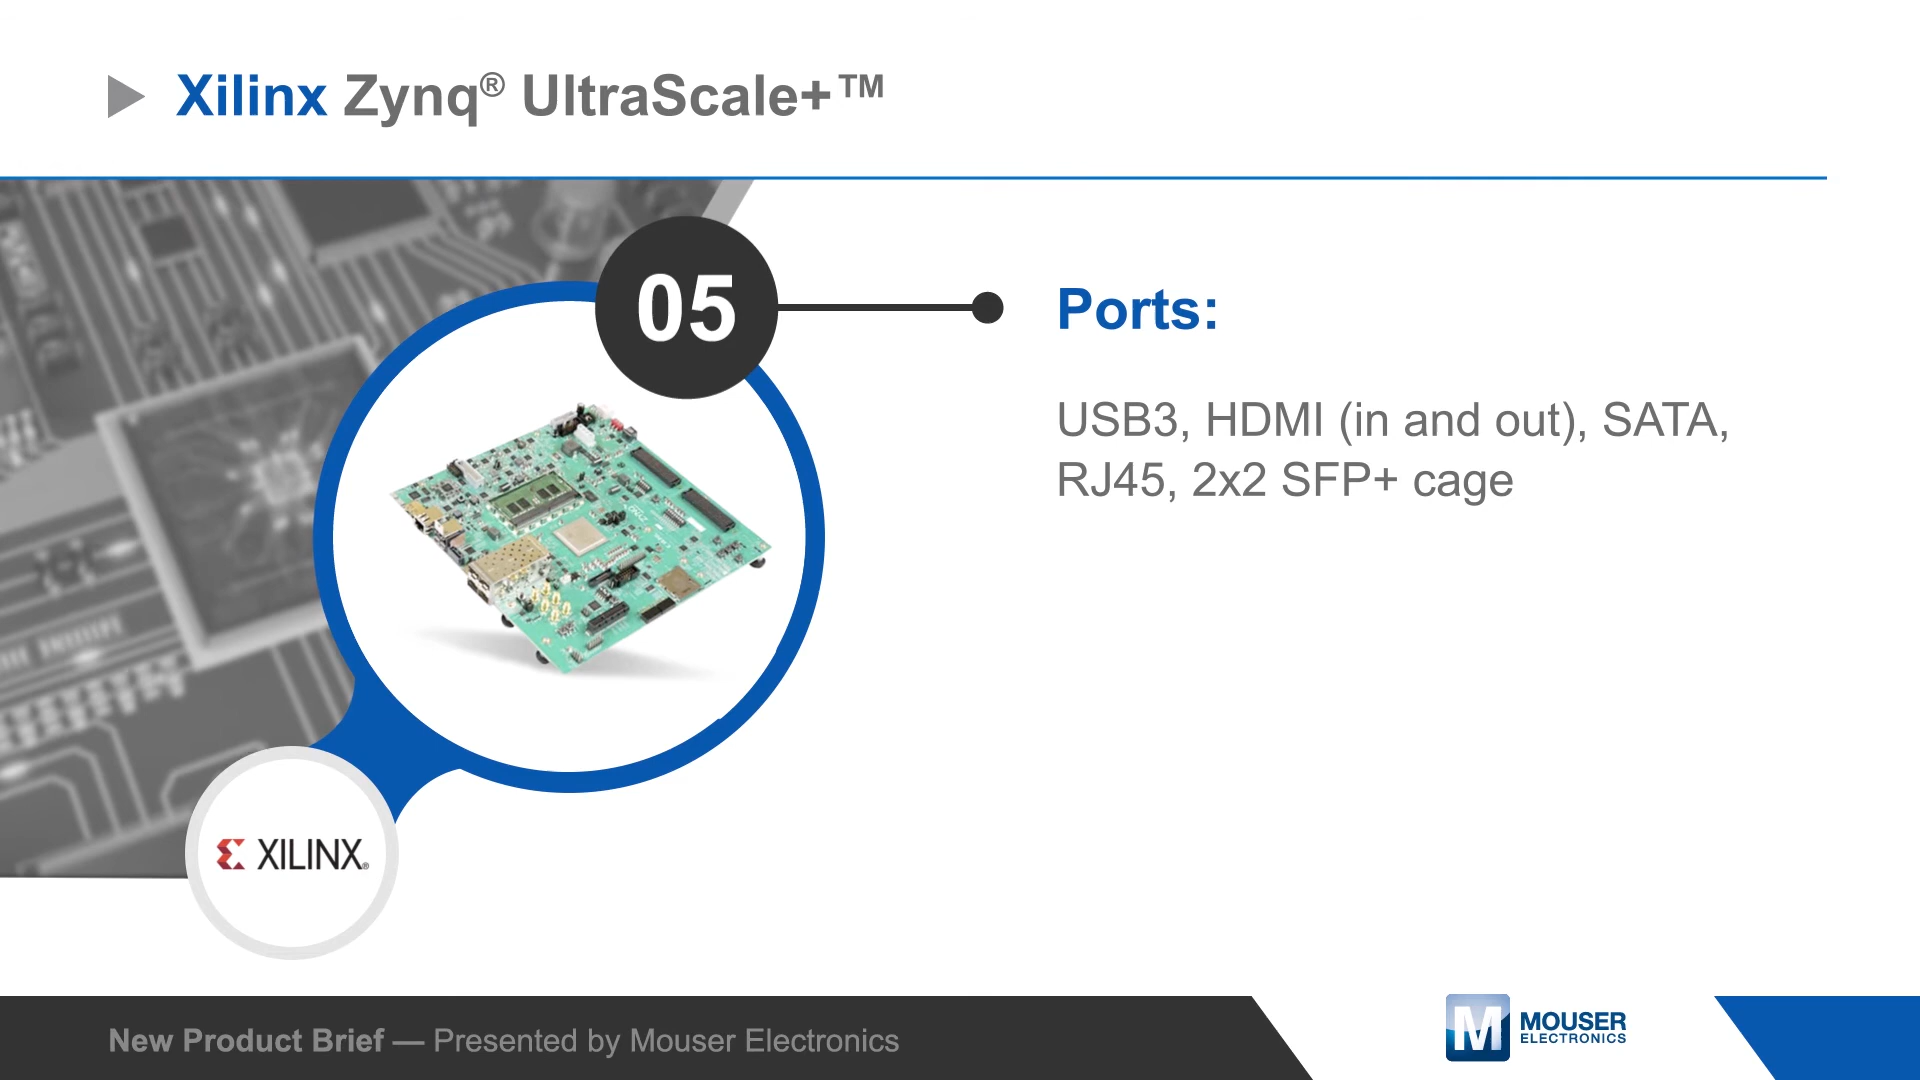 Xilinx Zynq® UltraScale+™
05
Ports:
USB3, HDMI (in and out), SATA,
RJ45, 2x2 SFP+ cage
XILINX®
New Product Brief — Presented by Mouser Electronics
M
MOUSER
ELECTRONICS